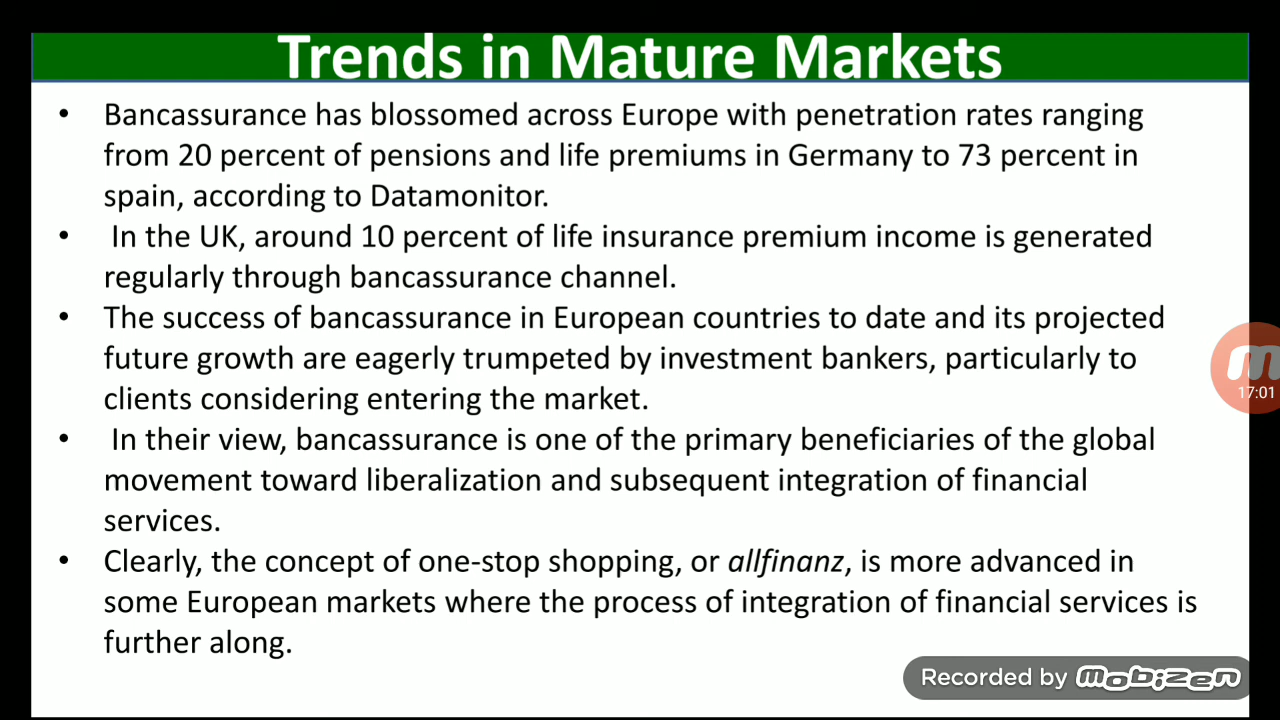 Trends in Mature Markets
• Bancassurance has blossomed across Europe with penetration rates ranging
from 20 percent of pensions and life premiums in Germany to 73 percent in
spain, according to Datamonitor.
• In the UK, around 10 percent of life insurance premium income is generated
regularly through bancassurance channel.
• The success of bancassurance in European countries to date and its projected
future growth are eagerly trumpeted by investment bankers, particularly to
clients considering entering the market.
• In their view, bancassurance is one of the primary beneficiaries of the global
movement toward liberalization and subsequent integration of financial
services.
• Clearly, the concept of one-stop shopping, or allfinanz, is more advanced in
some European markets where the process of integration of financial services is
further along.
m
17:01
Recorded by mobizen